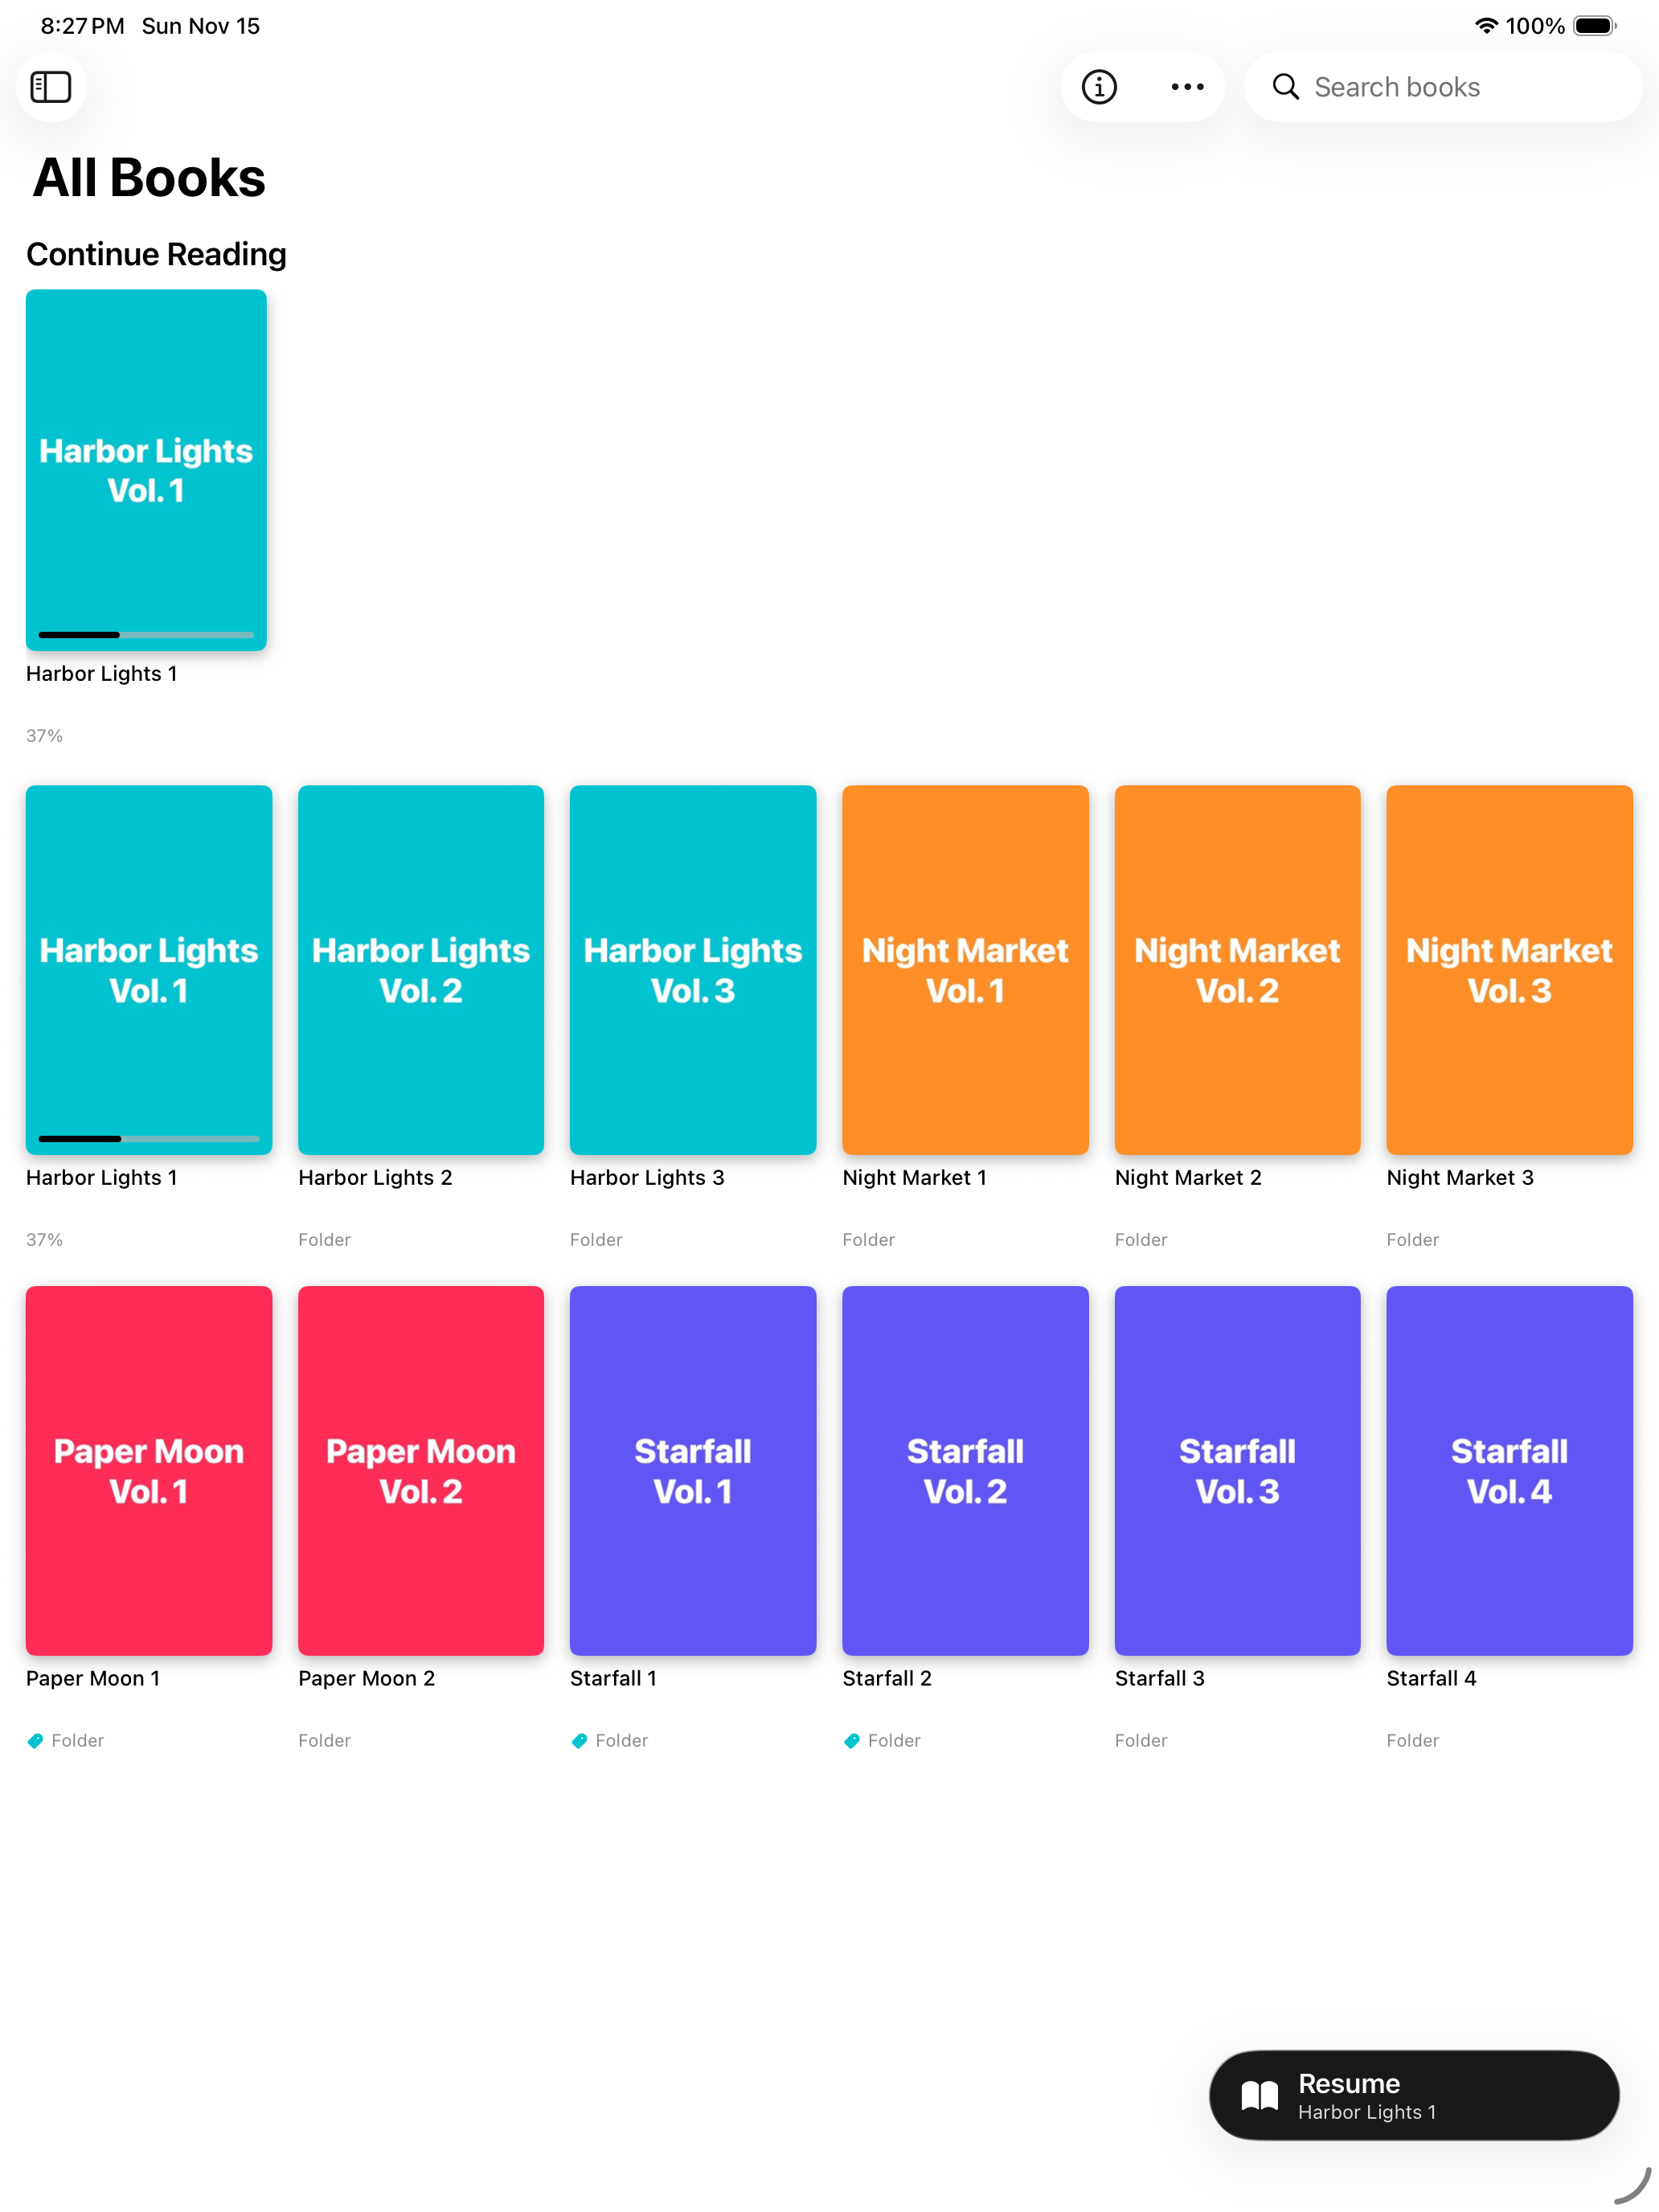 8:27 PM Sun Nov 15
100%
Search books
All Books
Continue Reading
Harbor Lights
Vol. 1
Harbor Lights 1
37%
Harbor Lights
Vol. 1
Harbor Lights 1
37%
Harbor Lights
Vol. 2
Harbor Lights 2
Folder
Harbor Lights
Vol. 3
Harbor Lights 3
Folder
Night Market
Vol. 1
Night Market 1
Folder
Night Market
Vol. 2
Night Market 2
Folder
Night Market
Vol. 3
Night Market 3
Folder
Paper Moon
Vol. 1
Paper Moon 1
Folder
Paper Moon
Vol. 2
Paper Moon 2
Folder
Starfall
Vol. 1
Starfall 1
Folder
Starfall
Vol. 2
Starfall 2
Folder
Starfall
Vol. 3
Starfall 3
Folder
Starfall
Vol. 4
Starfall 4
Folder
Resume
Harbor Lights 1